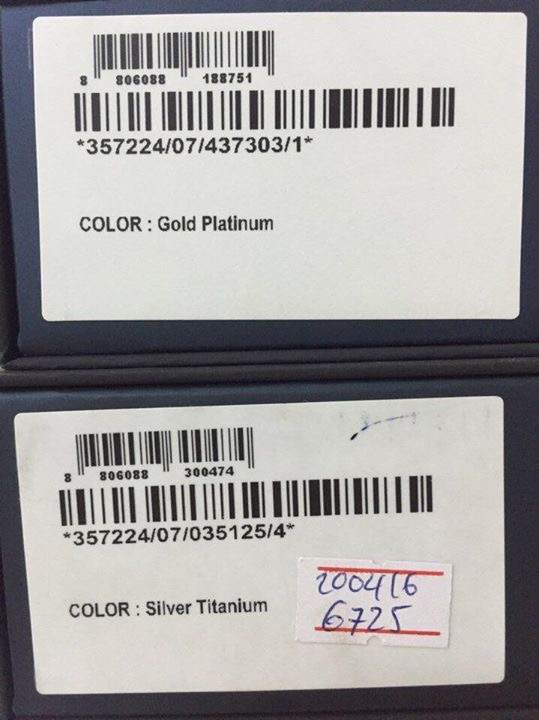 8 806088 188751
*357224/07/437303/1*
COLOR : Gold Platinum
8 806088 300474
*357224/07/035125/4*
COLOR : Silver Titanium
200416
6725